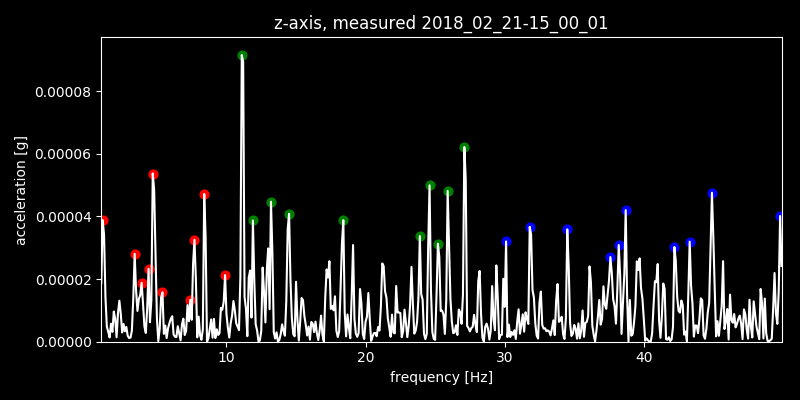 z-axis, measured 2018_02_21-15_00_01
0.00008
0.00006
0.00004
0.00002
0.00000
acceleration [g]
10 20 30 40
frequency [Hz]